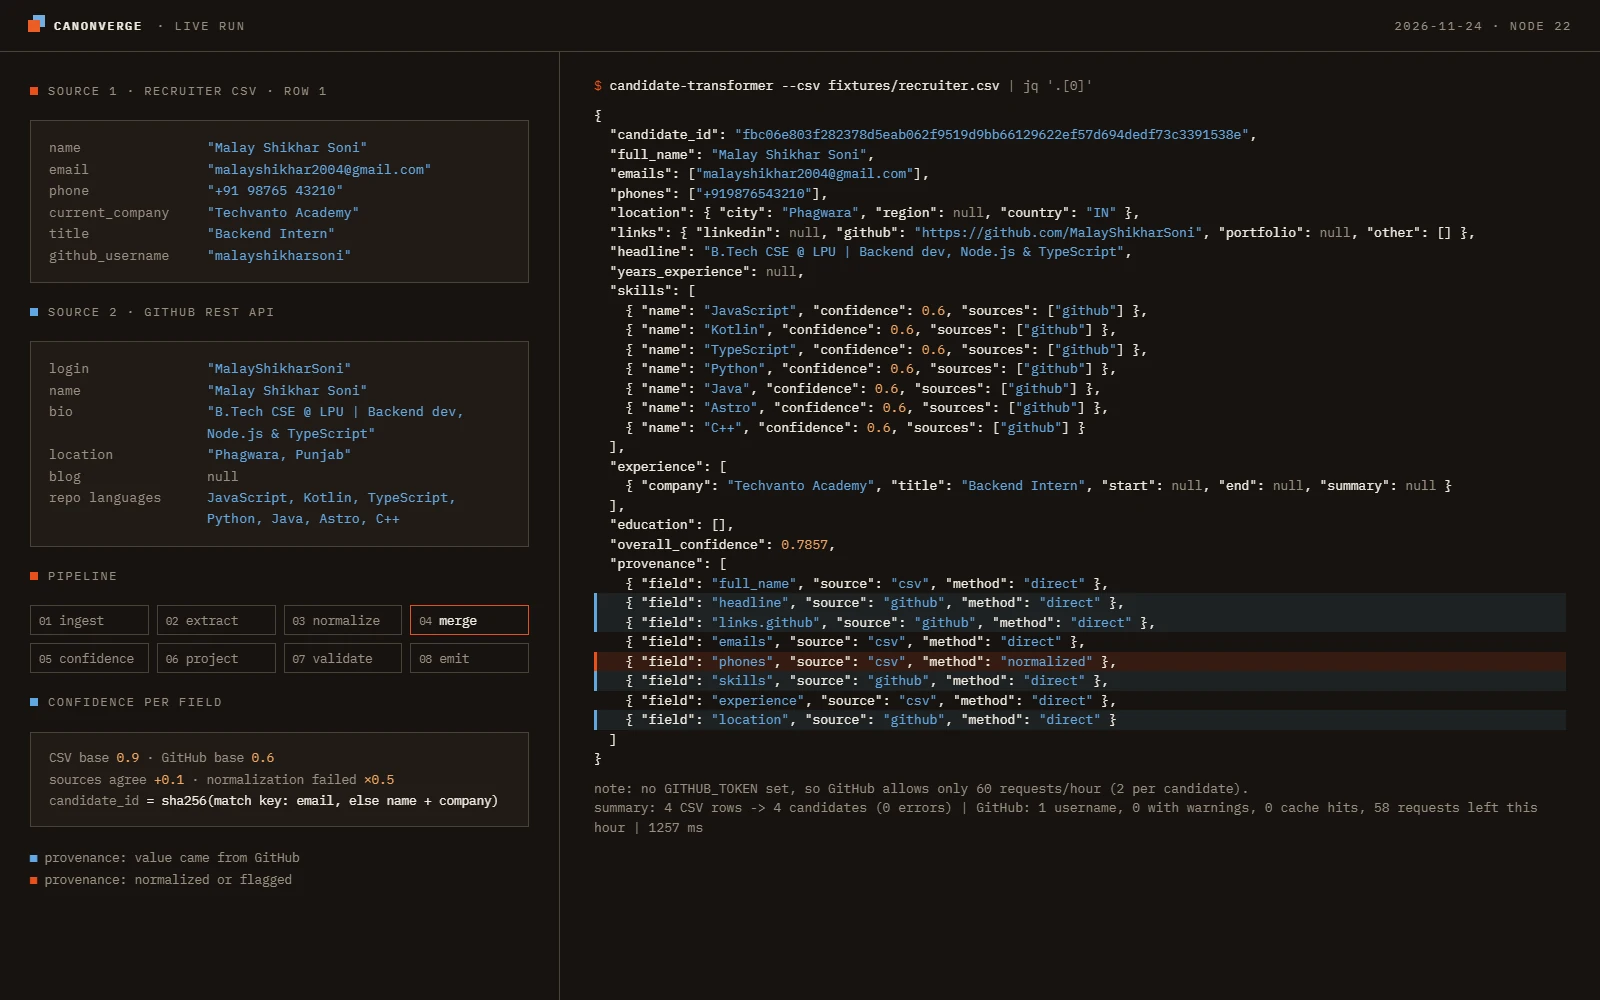 CANONVERGE · LIVE RUN
2026-11-24 · NODE 22
SOURCE 1 · RECRUITER CSV · ROW 1
name "Malay Shikhar Soni"
email "malayshikhar2004@gmail.com"
phone "+91 98765 43210"
current_company "Techvanto Academy"
title "Backend Intern"
github_username "malayshikharsoni"
SOURCE 2 · GITHUB REST API
login "MalayShikharSoni"
name "Malay Shikhar Soni"
bio "B.Tech CSE @ LPU | Backend dev,
Node.js & TypeScript"
location "Phagwara, Punjab"
blog null
repo languages JavaScript, Kotlin, TypeScript,
Python, Java, Astro, C++
PIPELINE
01 ingest 02 extract 03 normalize 04 merge
05 confidence 06 project 07 validate 08 emit
CONFIDENCE PER FIELD
CSV base 0.9 · GitHub base 0.6
sources agree +0.1 · normalization failed ×0.5
candidate_id = sha256(match key: email, else name + company)
provenance: value came from GitHub
provenance: normalized or flagged
$ candidate-transformer --csv fixtures/recruiter.csv | jq '.[0]'
{
  "candidate_id": "fbc06e803f282378d5eab062f9519d9bb66129622ef57d694dedf73c3391538e",
  "full_name": "Malay Shikhar Soni",
  "emails": ["malayshikhar2004@gmail.com"],
  "phones": ["+919876543210"],
  "location": { "city": "Phagwara", "region": null, "country": "IN" },
  "links": { "linkedin": null, "github": "https://github.com/MalayShikharSoni", "portfolio": null, "other": [] },
  "headline": "B.Tech CSE @ LPU | Backend dev, Node.js & TypeScript",
  "years_experience": null,
  "skills": [
    { "name": "JavaScript", "confidence": 0.6, "sources": ["github"] },
    { "name": "Kotlin", "confidence": 0.6, "sources": ["github"] },
    { "name": "TypeScript", "confidence": 0.6, "sources": ["github"] },
    { "name": "Python", "confidence": 0.6, "sources": ["github"] },
    { "name": "Java", "confidence": 0.6, "sources": ["github"] },
    { "name": "Astro", "confidence": 0.6, "sources": ["github"] },
    { "name": "C++", "confidence": 0.6, "sources": ["github"] }
  ],
  "experience": [
    { "company": "Techvanto Academy", "title": "Backend Intern", "start": null, "end": null, "summary": null }
  ],
  "education": [],
  "overall_confidence": 0.7857,
  "provenance": [
    { "field": "full_name", "source": "csv", "method": "direct" },
    { "field": "headline", "source": "github", "method": "direct" },
    { "field": "links.github", "source": "github", "method": "direct" },
    { "field": "emails", "source": "csv", "method": "direct" },
    { "field": "phones", "source": "csv", "method": "normalized" },
    { "field": "skills", "source": "github", "method": "direct" },
    { "field": "experience", "source": "csv", "method": "direct" },
    { "field": "location", "source": "github", "method": "direct" }
  ]
}
note: no GITHUB_TOKEN set, so GitHub allows only 60 requests/hour (2 per candidate).
summary: 4 CSV rows -> 4 candidates (0 errors) | GitHub: 1 username, 0 with warnings, 0 cache hits, 58 requests left this
hour | 1257 ms